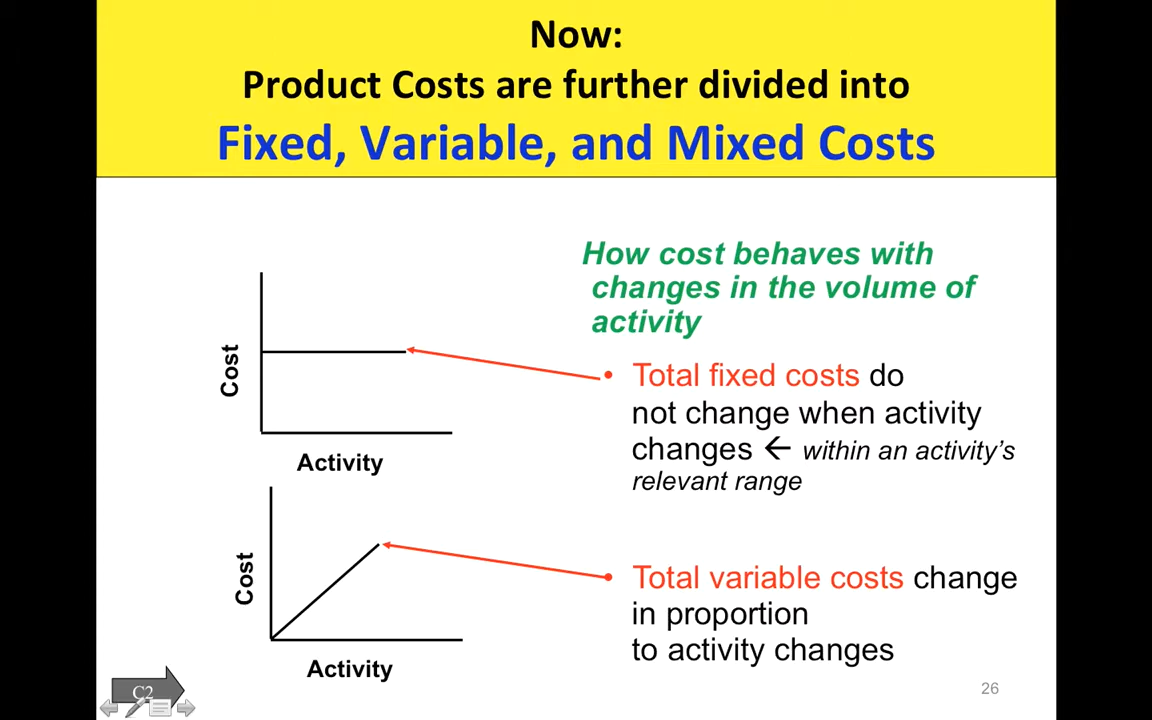 Now:
Product Costs are further divided into
Fixed, Variable, and Mixed Costs
How cost behaves with
changes in the volume of
activity
Cost
Activity
• Total fixed costs do
not change when activity
changes ← within an activity’s
relevant range
Cost
Activity
• Total variable costs change
in proportion
to activity changes
C2
26